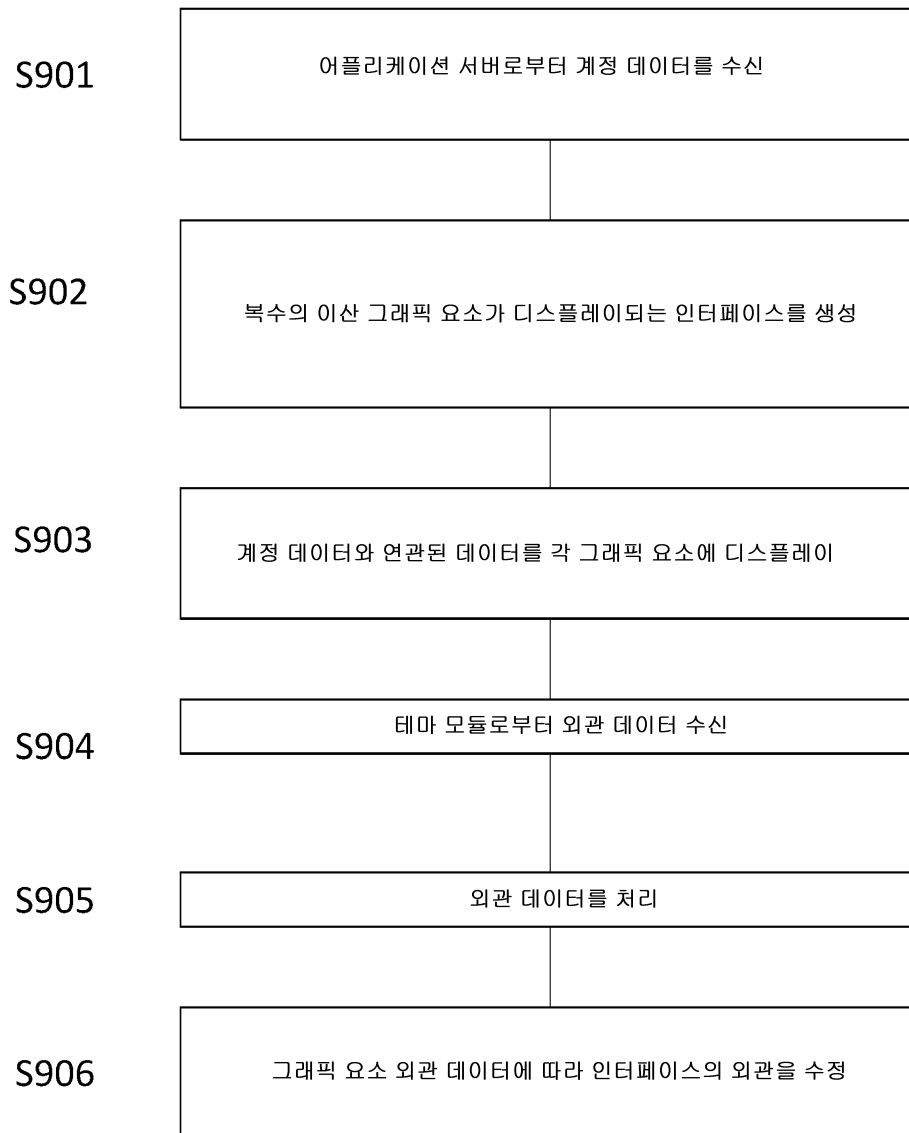 S901
어플리케이션 서버로부터 계정 데이터를 수신
S902
복수의 이산 그래픽 요소가 디스플레이되는 인터페이스를 생성
S903
계정 데이터와 연관된 데이터를 각 그래픽 요소에 디스플레이
S904
테마 모듈로부터 외관 데이터 수신
S905
외관 데이터를 처리
S906
그래픽 요소 외관 데이터에 따라 인터페이스의 외관을 수정